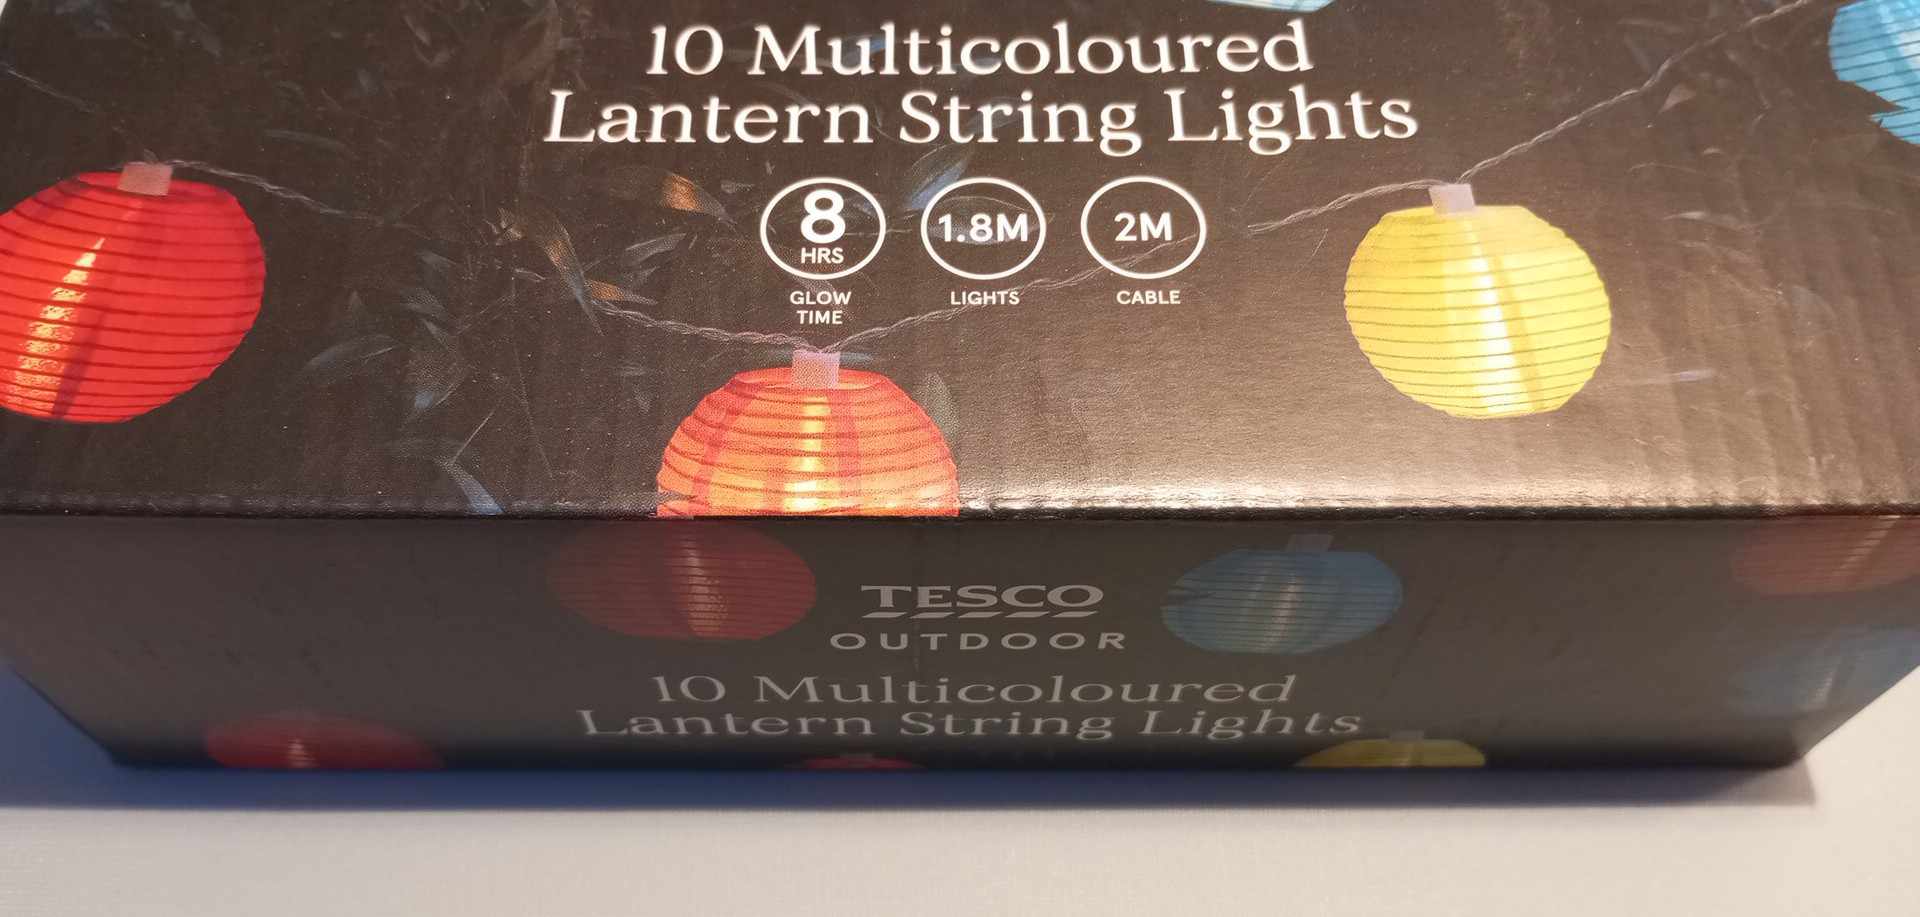 10 Multicoloured
Lantern String Lights
8
HRS
GLOW
TIME
1.8M
LIGHTS
2M
CABLE
TESCO
OUTDOOR
10 Multicoloured
Lantern String Lights